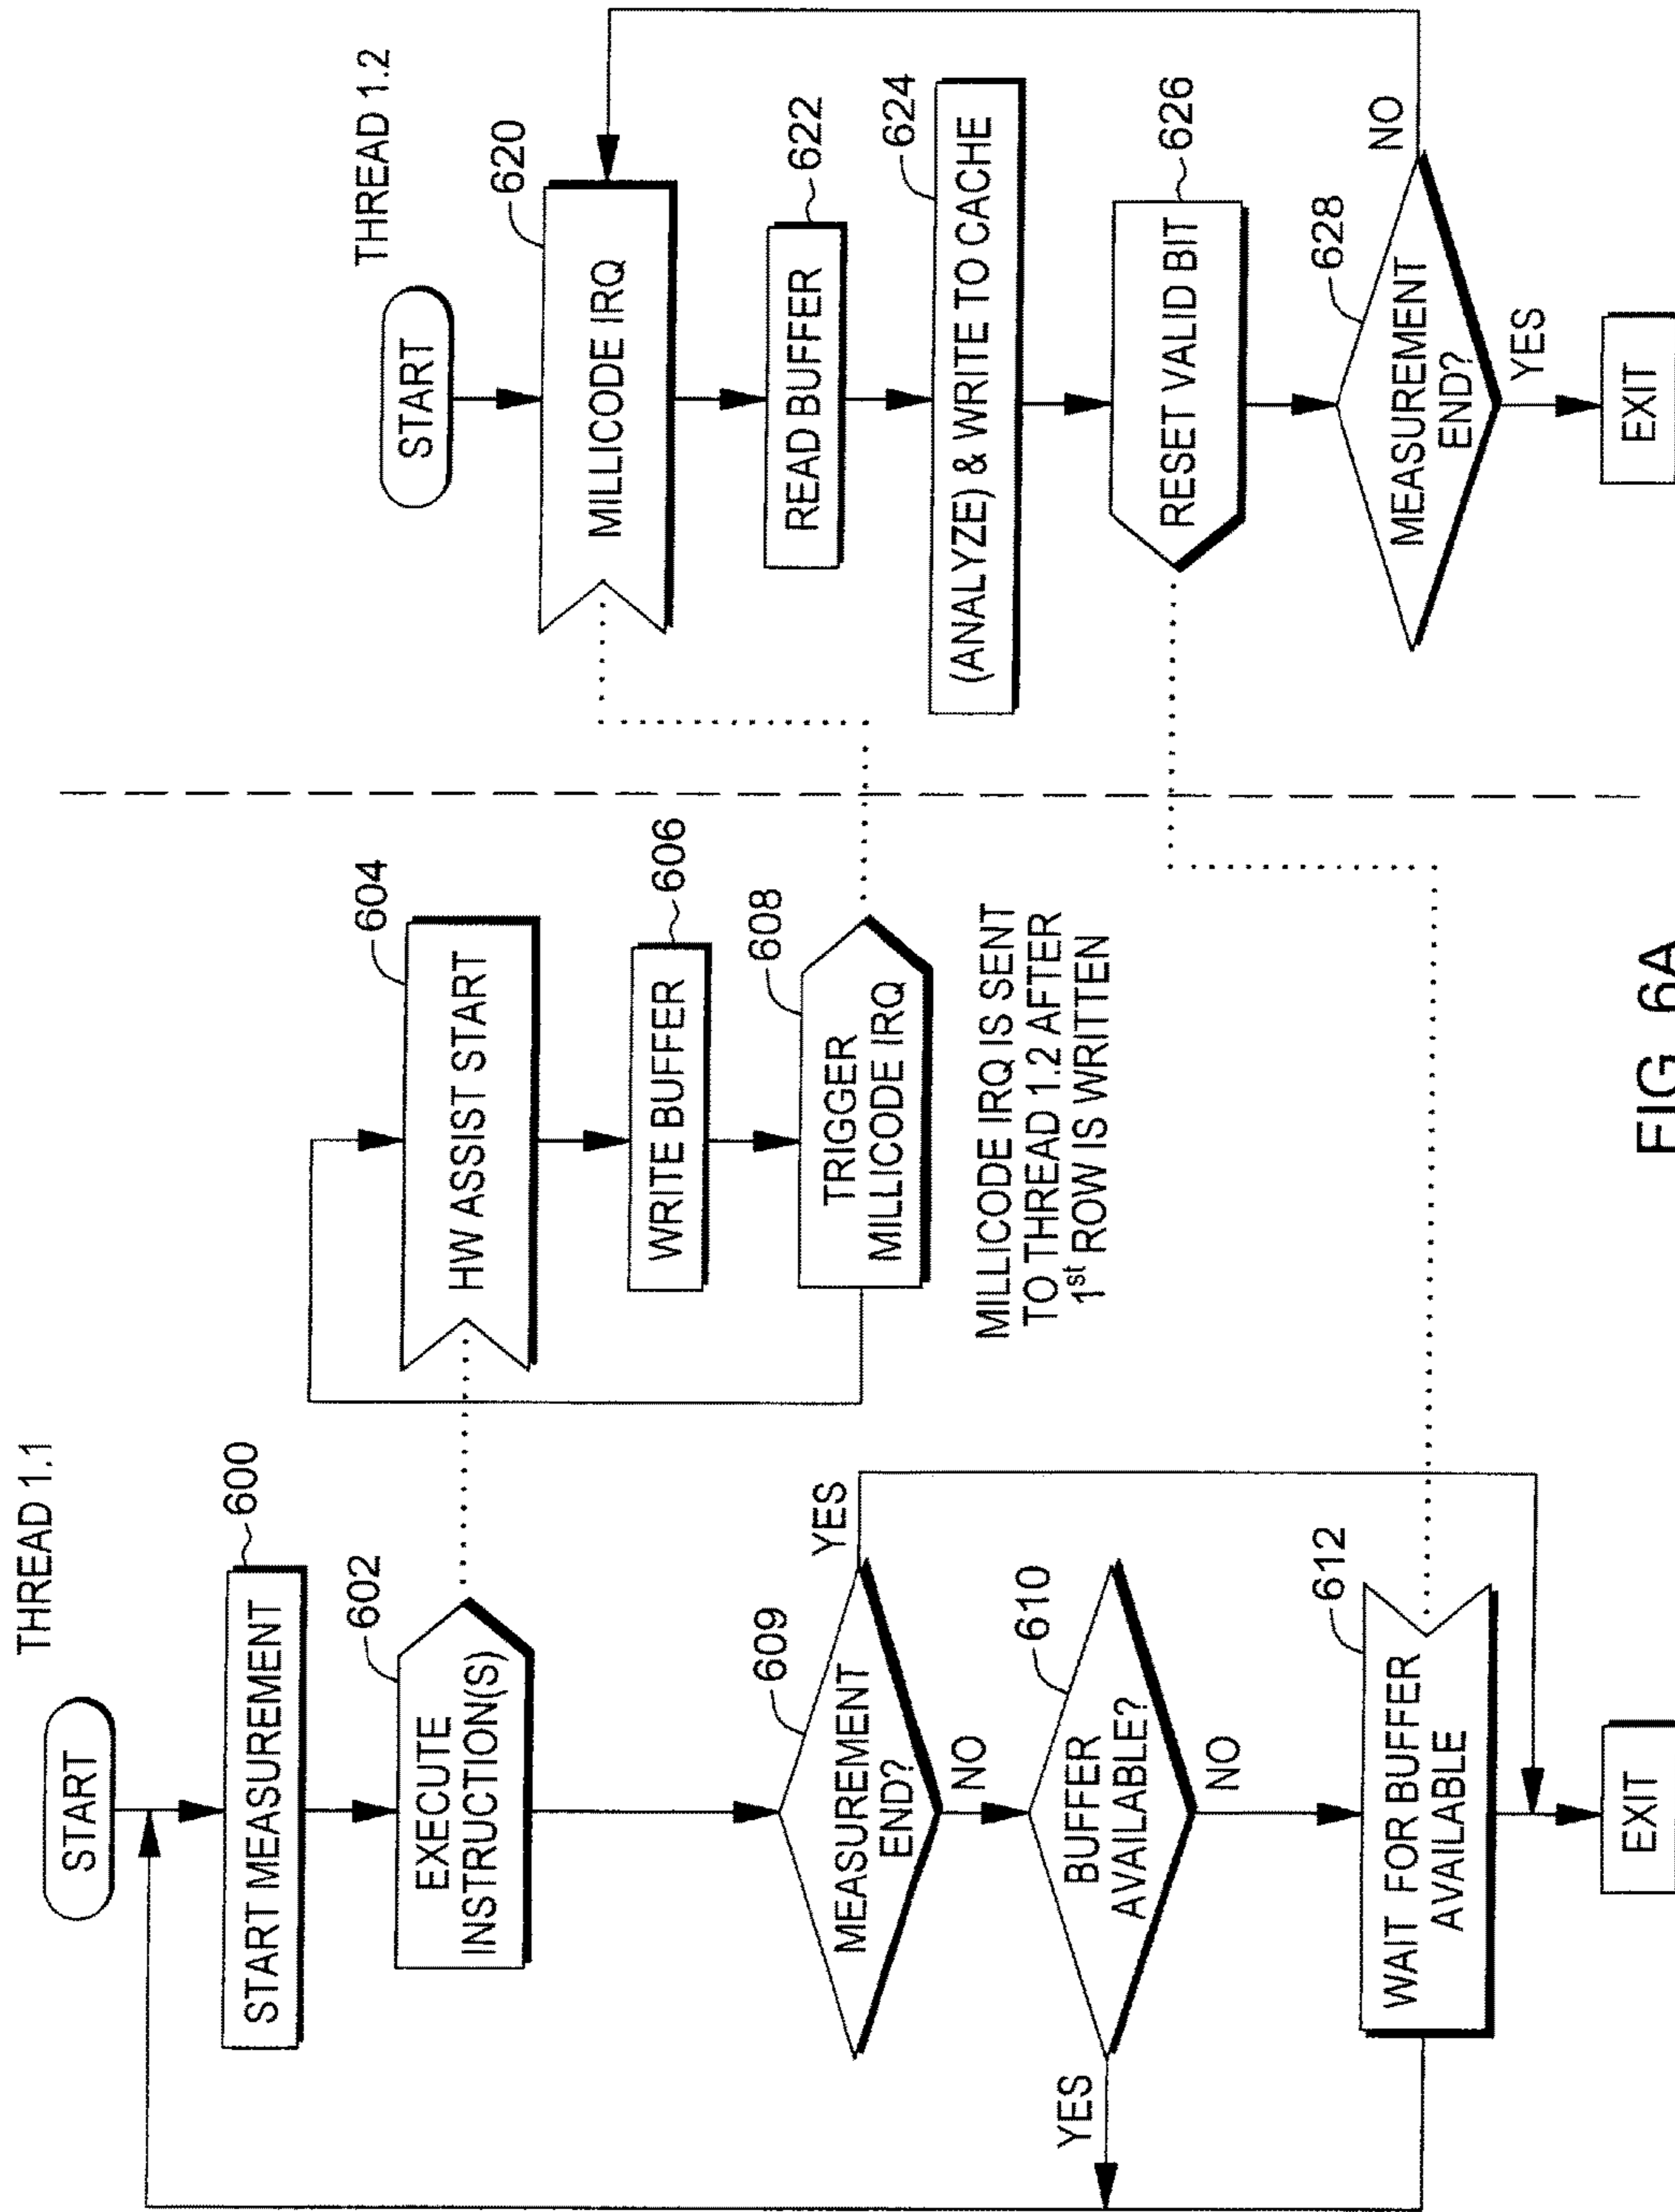 THREAD 1.1
START
START MEASUREMENT
600
EXECUTE
INSTRUCTION(S)
602
MEASUREMENT
END?
609
YES
NO
BUFFER
AVAILABLE?
610
YES
NO
WAIT FOR BUFFER
AVAILABLE
612
EXIT
HW ASSIST START
604
WRITE BUFFER
606
TRIGGER
MILLICODE IRQ
608
MILLICODE IRQ IS SENT
TO THREAD 1.2 AFTER
1st ROW IS WRITTEN
THREAD 1.2
START
MILLICODE IRQ
620
READ BUFFER
622
(ANALYZE) & WRITE TO CACHE
624
RESET VALID BIT
626
MEASUREMENT
END?
628
NO
YES
EXIT
FIG. 6A